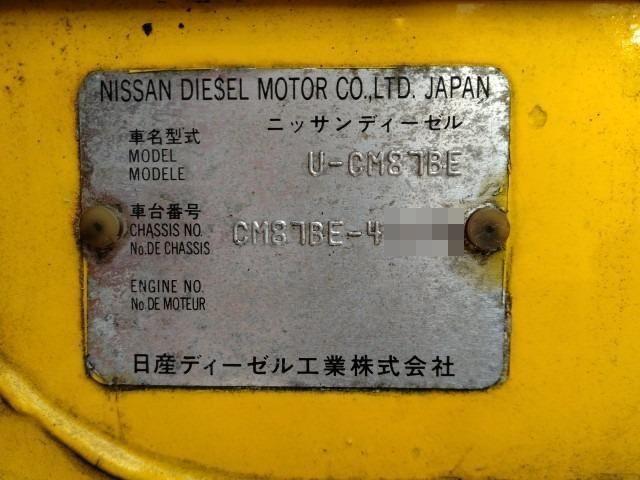 NISSAN DIESEL MOTOR CO.,LTD. JAPAN
ニッサンディーゼル
車名型式
MODEL
MODELE
U-CM87BE
車台番号
CHASSIS NO.
No.DE CHASSIS
CM87BE-4
ENGINE NO.
No.DE MOTEUR
日産ディーゼル工業株式会社